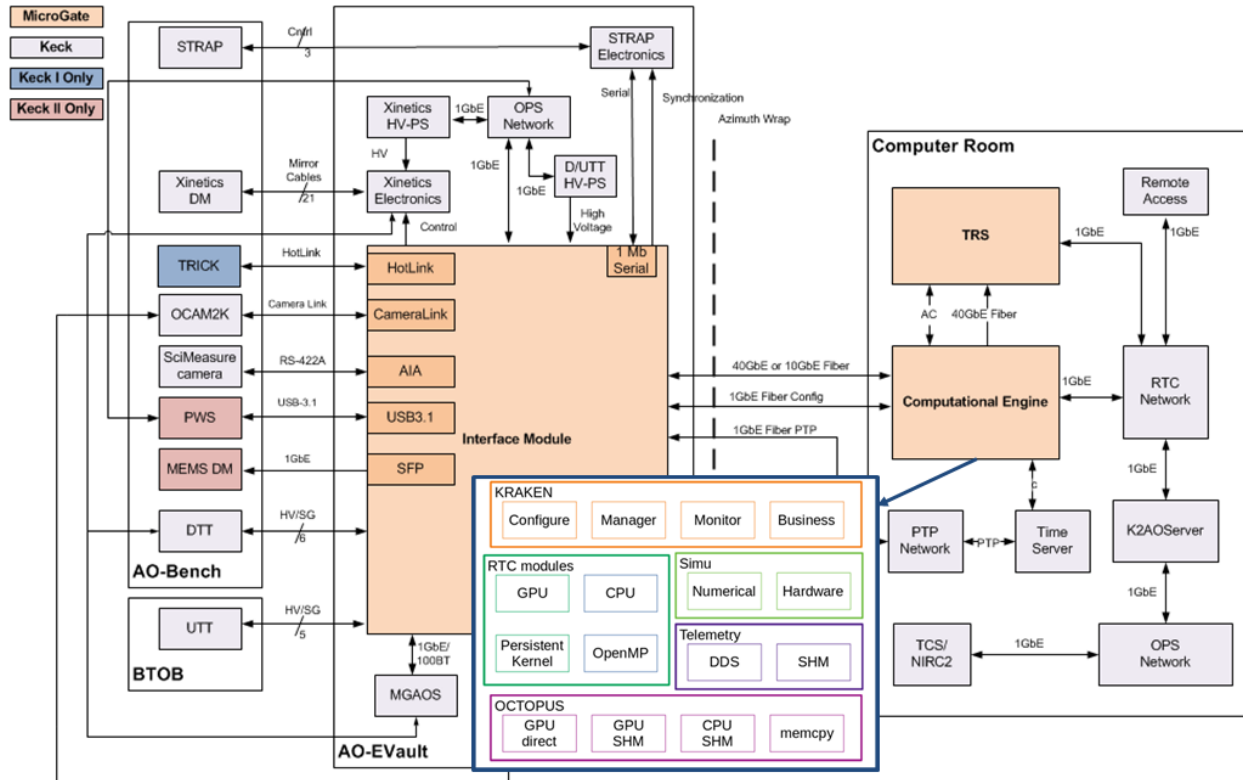 MicroGate
Keck
Keck I Only
Keck II Only
STRAP
Cntrl
3
STRAP
Electronics
Serial
Synchronization
Azimuth Wrap
Xinetics
HV-PS
1GbE
OPS
Network
HV
1GbE
1GbE
D/UTT
HV-PS
Xinetics
DM
Mirror
Cables
21
Xinetics
Electronics
Control
High
Voltage
TRICK
HotLink
HotLink
1 Mb
Serial
OCAM2K
Camera Link
CameraLink
SciMeasure
camera
RS-422A
AIA
PWS
USB-3.1
USB3.1
Interface Module
MEMS DM
1GbE
SFP
DTT
HV/SG
6
AO-Bench
UTT
HV/SG
5
BTOB
1GbE/
100BT
MGAOS
AO-EVault
40GbE or 10GbE Fiber
1GbE Fiber Config
1GbE Fiber PTP
Computer Room
TRS
Remote
Access
1GbE
1GbE
AC
40GbE Fiber
Computational Engine
1GbE
RTC
Network
1GbE
PTP
Network
PTP
Time
Server
K2AOServer
1GbE
TCS/
NIRC2
1GbE
OPS
Network
KRAKEN
Configure
Manager
Monitor
Business
RTC modules
GPU
CPU
Persistent
Kernel
OpenMP
Simu
Numerical
Hardware
Telemetry
DDS
SHM
OCTOPUS
GPU
direct
GPU
SHM
CPU
SHM
memcpy